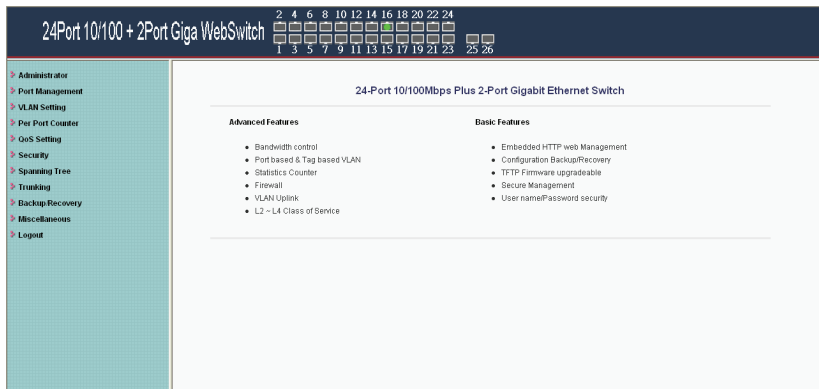 24Port 10/100 + 2Port Giga WebSwitch
2 4 6 8 10 12 14 16 18 20 22 24
1 3 5 7 9 11 13 15 17 19 21 23 25 26
Administrator
Port Management
VLAN Setting
Per Port Counter
QoS Setting
Security
Spanning Tree
Trunking
Backup/Recovery
Miscellaneous
Logout
24-Port 10/100Mbps Plus 2-Port Gigabit Ethernet Switch
Advanced Features
Bandwidth control
Port based & Tag based VLAN
Statistics Counter
Firewall
VLAN Uplink
L2 ~ L4 Class of Service
Basic Features
Embedded HTTP web Management
Configuration Backup/Recovery
TFTP Firmware upgradeable
Secure Management
User name/Password security